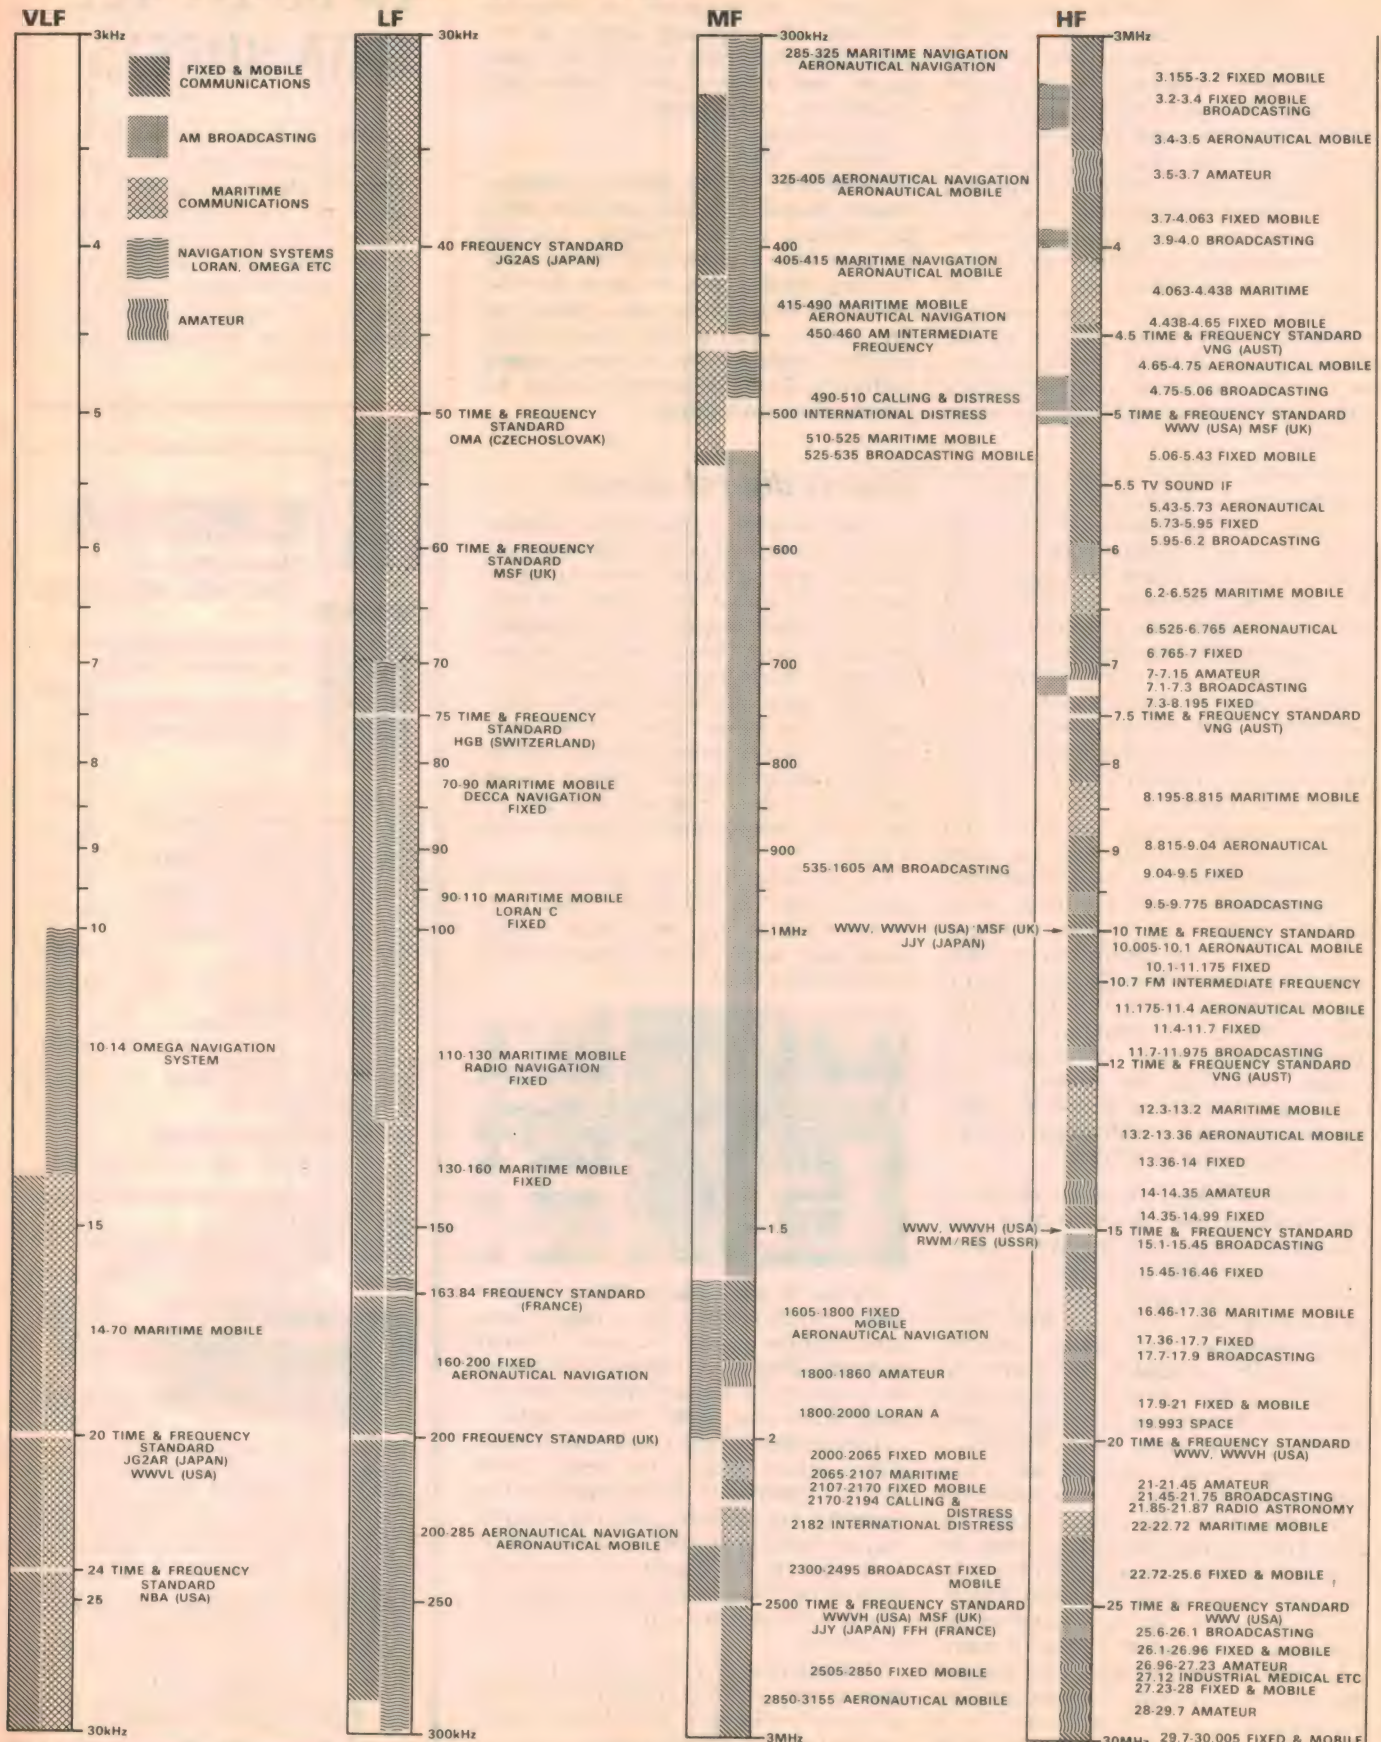 VLF
3kHz
FIXED & MOBILE
COMMUNICATIONS
AM BROADCASTING
MARITIME
COMMUNICATIONS
4
NAVIGATION SYSTEMS
LORAN, OMEGA ETC
AMATEUR
5
6
7
8
9
10
10-14 OMEGA NAVIGATION
SYSTEM
15
14-70 MARITIME MOBILE
20 TIME & FREQUENCY
STANDARD
JG2AR (JAPAN)
WWVL (USA)
24 TIME & FREQUENCY
STANDARD
NBA (USA)
25
30kHz
LF
30kHz
40 FREQUENCY STANDARD
JG2AS (JAPAN)
50 TIME & FREQUENCY
STANDARD
OMA (CZECHOSLOVAK)
60 TIME & FREQUENCY
STANDARD
MSF (UK)
70
75 TIME & FREQUENCY
STANDARD
HGB (SWITZERLAND)
80
70-90 MARITIME MOBILE
DECCA NAVIGATION
FIXED
90
90-110 MARITIME MOBILE
LORAN C
FIXED
100
110-130 MARITIME MOBILE
RADIO NAVIGATION
FIXED
130-160 MARITIME MOBILE
FIXED
150
163.84 FREQUENCY STANDARD
(FRANCE)
160-200 FIXED
AERONAUTICAL NAVIGATION
200 FREQUENCY STANDARD (UK)
200-285 AERONAUTICAL NAVIGATION
AERONAUTICAL MOBILE
250
300kHz
MF
300kHz
285-325 MARITIME NAVIGATION
AERONAUTICAL NAVIGATION
325-405 AERONAUTICAL NAVIGATION
AERONAUTICAL MOBILE
400
405-415 MARITIME NAVIGATION
AERONAUTICAL MOBILE
415-490 MARITIME MOBILE
AERONAUTICAL NAVIGATION
450-460 AM INTERMEDIATE
FREQUENCY
490-510 CALLING & DISTRESS
500 INTERNATIONAL DISTRESS
510-525 MARITIME MOBILE
525-535 BROADCASTING MOBILE
600
700
800
900
535-1605 AM BROADCASTING
1MHz
WWV, WWVH (USA) MSF (UK)
JJY (JAPAN)
1.5
WWV, WWVH (USA)
RWM/RES (USSR)
1605-1800 FIXED
MOBILE
AERONAUTICAL NAVIGATION
1800-1860 AMATEUR
1800-2000 LORAN A
2
2000-2065 FIXED MOBILE
2065-2107 MARITIME
2107-2170 FIXED MOBILE
2170-2194 CALLING &
DISTRESS
2182 INTERNATIONAL DISTRESS
2300-2495 BROADCAST FIXED
MOBILE
2500 TIME & FREQUENCY STANDARD
WWVH (USA) MSF (UK)
JJY (JAPAN) FFH (FRANCE)
2505-2850 FIXED MOBILE
2850-3155 AERONAUTICAL MOBILE
3MHz
HF
3MHz
3.155-3.2 FIXED MOBILE
3.2-3.4 FIXED MOBILE
BROADCASTING
3.4-3.5 AERONAUTICAL MOBILE
3.5-3.7 AMATEUR
3.7-4.063 FIXED MOBILE
3.9-4.0 BROADCASTING
4
4.063-4.438 MARITIME
4.438-4.65 FIXED MOBILE
4.5 TIME & FREQUENCY STANDARD
VNG (AUST)
4.65-4.75 AERONAUTICAL MOBILE
4.75-5.06 BROADCASTING
5 TIME & FREQUENCY STANDARD
WWV (USA) MSF (UK)
5.06-5.43 FIXED MOBILE
5.5 TV SOUND IF
5.43-5.73 AERONAUTICAL
5.73-5.95 FIXED
5.95-6.2 BROADCASTING
6
6.2-6.525 MARITIME MOBILE
6.525-6.765 AERONAUTICAL
6.765-7 FIXED
7
7-7.15 AMATEUR
7.1-7.3 BROADCASTING
7.3-8.195 FIXED
7.5 TIME & FREQUENCY STANDARD
VNG (AUST)
8
8.195-8.815 MARITIME MOBILE
8.815-9.04 AERONAUTICAL
9
9.04-9.5 FIXED
9.5-9.775 BROADCASTING
10 TIME & FREQUENCY STANDARD
10.005-10.1 AERONAUTICAL MOBILE
10.1-11.175 FIXED
10.7 FM INTERMEDIATE FREQUENCY
11.175-11.4 AERONAUTICAL MOBILE
11.4-11.7 FIXED
11.7-11.975 BROADCASTING
12 TIME & FREQUENCY STANDARD
VNG (AUST)
12.3-13.2 MARITIME MOBILE
13.2-13.36 AERONAUTICAL MOBILE
13.36-14 FIXED
14-14.35 AMATEUR
14.35-14.99 FIXED
15 TIME & FREQUENCY STANDARD
15.1-15.45 BROADCASTING
15.45-16.46 FIXED
16.46-17.36 MARITIME MOBILE
17.36-17.7 FIXED
17.7-17.9 BROADCASTING
17.9-21 FIXED & MOBILE
19.993 SPACE
20 TIME & FREQUENCY STANDARD
WWV, WWVH (USA)
21-21.45 AMATEUR
21.45-21.75 BROADCASTING
21.85-21.87 RADIO ASTRONOMY
22-22.72 MARITIME MOBILE
22.72-25.6 FIXED & MOBILE
25 TIME & FREQUENCY STANDARD
WWV (USA)
25.6-26.1 BROADCASTING
26.1-26.96 FIXED & MOBILE
26.96-27.23 AMATEUR
27.12 INDUSTRIAL MEDICAL ETC
27.23-28 FIXED & MOBILE
28-29.7 AMATEUR
30MHz 29.7-30.005 FIXED & MOBILE